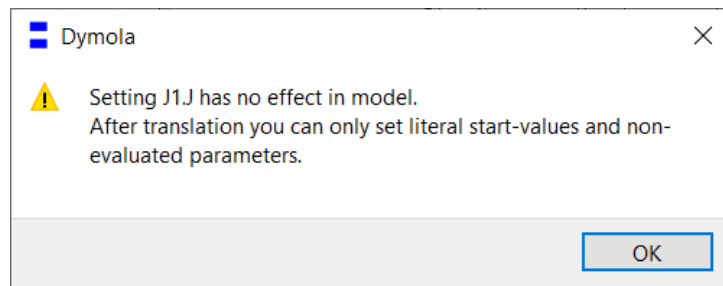 Dymola
Setting J1.J has no effect in model.
After translation you can only set literal start-values and non-
evaluated parameters.
OK